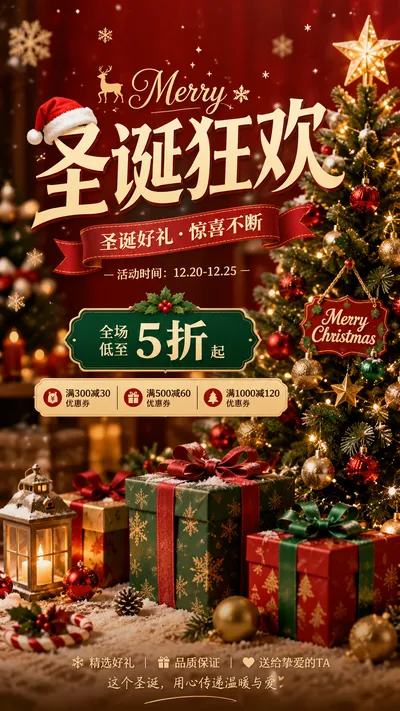 Merry
圣诞狂欢
圣诞好礼·惊喜不断
活动时间：12.20-12.25
全场
低至
5折起
满300减30
优惠券
满500减60
优惠券
满1000减120
优惠券
Merry
Christmas
精选好礼 | 品质保证 | 送给挚爱的TA
这个圣诞，用心传递温暖与爱